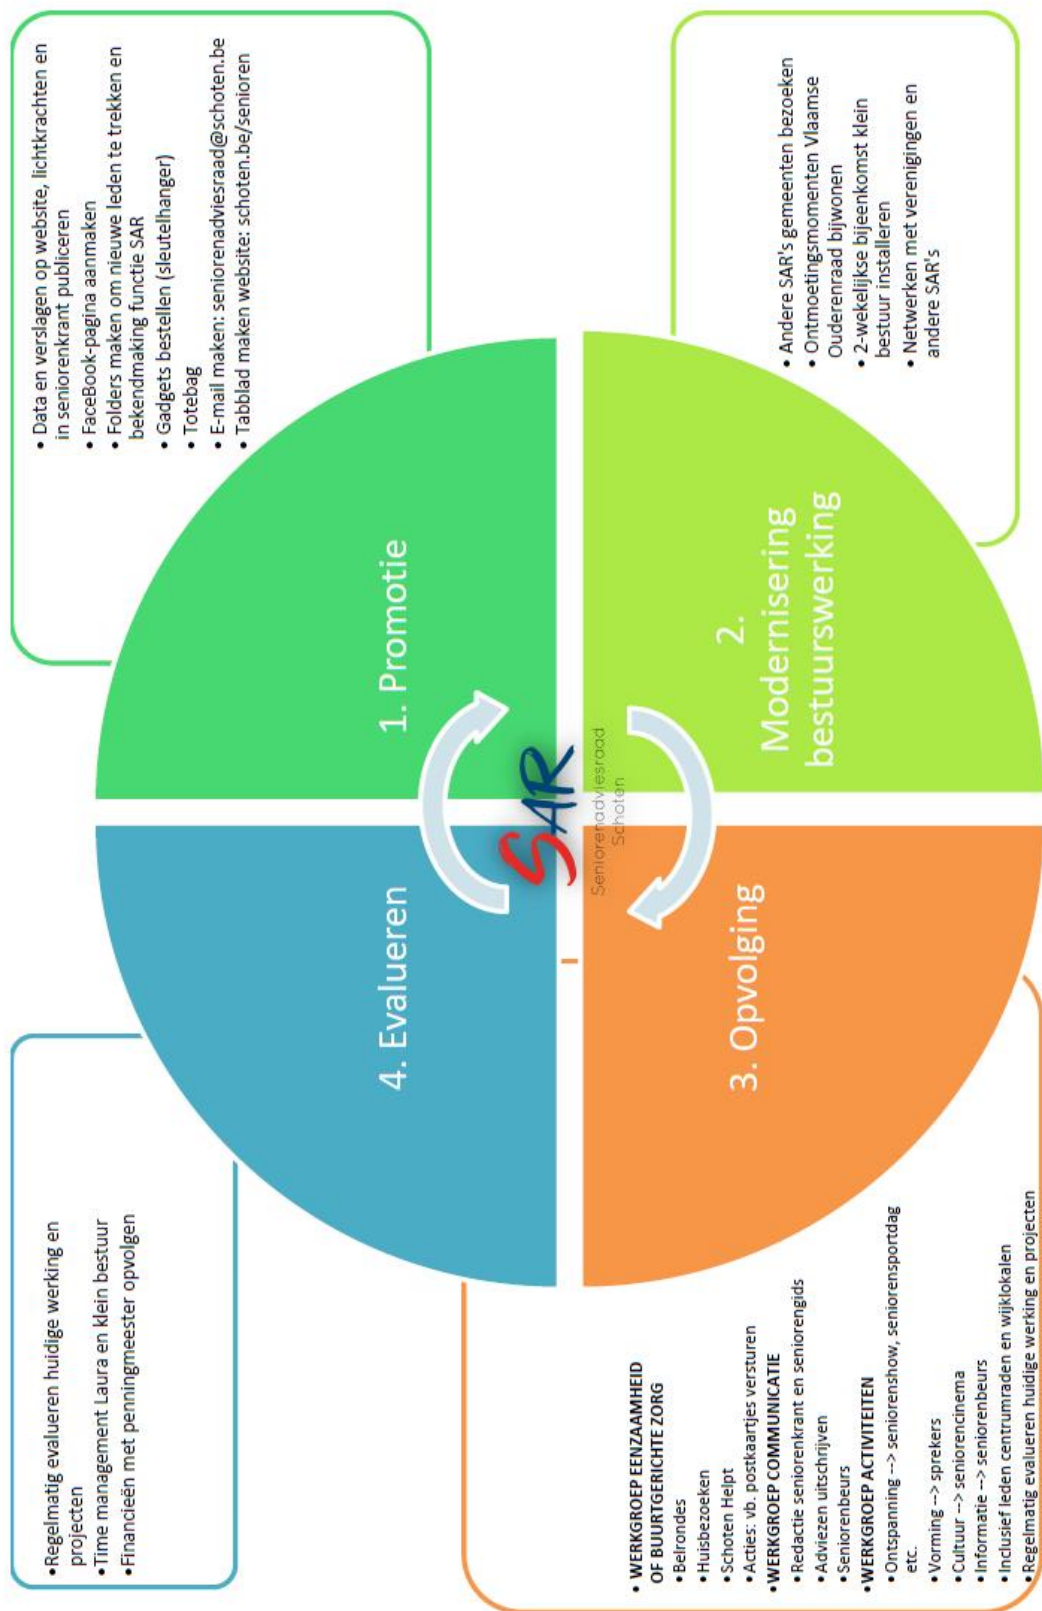 • Regelmatig evalueren huidige werking en
projecten
• Time management Laura en klein bestuur
• Financieën met penningmeester opvolgen
• Data en verslagen op website, lichtkrachten en
in seniorenkrant publiceren
• FaceBook-pagina aanmaken
• Folders maken om nieuwe leden te trekken en
bekendmaking functie SAR
• Gadgets bestellen (sleutelhanger)
• Totebag
• E-mail maken: seniorenadviesraad@schoten.be
• Tabblad maken website: schoten.be/senioren
4. Evalueren
1. Promotie
SAR
Seniorenadviesraad
Schoten
3. Opvolging
2.
Modernisering
bestuurswerking
• WERKGROEP EENZAAMHEID
OF BUURTGERICHTE ZORG
• Belrondes
• Huisbezoeken
• Schoten Helpt
• Acties: vb. postkaartjes versturen
• WERKGROEP COMMUNICATIE
• Redactie seniorenkrant en seniorengids
• Adviezen uitschrijven
• Seniorenbeurs
• WERKGROEP ACTIVITEITEN
• Ontspanning --> seniorenshow, seniorensportdag
etc.
• Vorming --> sprekers
• Cultuur --> seniorencinema
• Informatie --> seniorenbeurs
• Inclusief leden centrumraden en wijklokalen
• Regelmatig evalueren huidige werking en projecten
• Andere SAR's gemeenten bezoeken
• Ontmoetingsmomenten Vlaamse
Ouderenraad bijwonen
• 2-wekelijkse bijeenkomst klein
bestuur installeren
• Netwerken met verenigingen en
andere SAR's